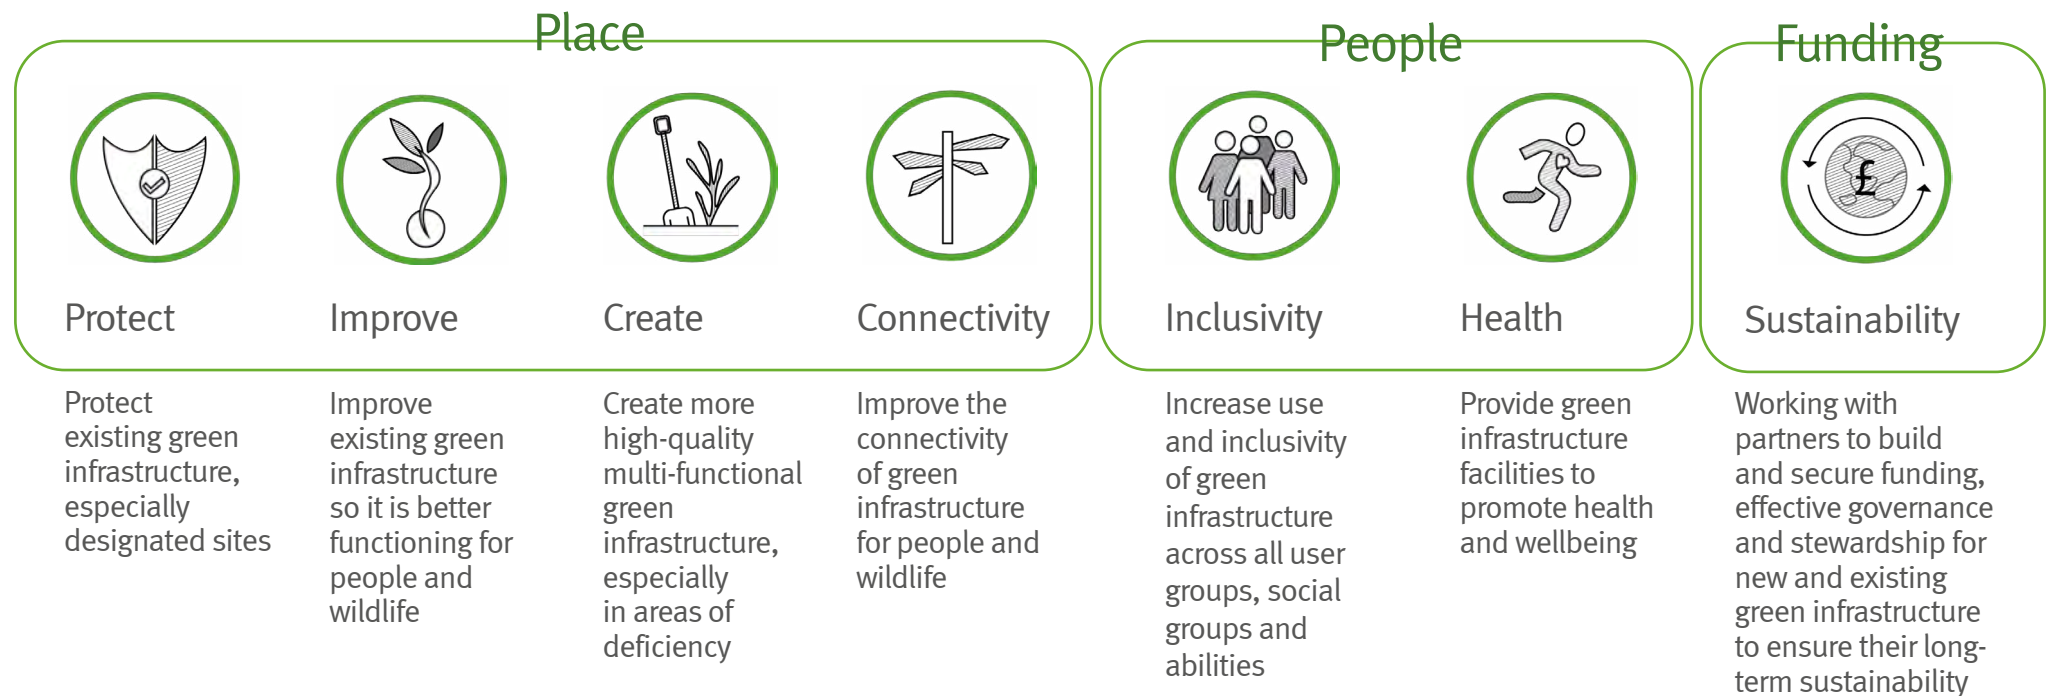 Place
People
Funding
£
Protect
Improve
Create
Connectivity
Inclusivity
Health
Sustainability
Protect
existing green
infrastructure,
especially
designated sites
Improve
existing green
infrastructure
so it is better
functioning for
people and
wildlife
Create more
high-quality
multi-functional
green
infrastructure,
especially
in areas of
deficiency
Improve the
connectivity
of green
infrastructure
for people and
wildlife
Increase use
and inclusivity
of green
infrastructure
across all user
groups, social
groups and
abilities
Provide green
infrastructure
facilities to
promote health
and wellbeing
Working with
partners to build
and secure funding,
effective governance
and stewardship for
new and existing
green infrastructure
to ensure their long-
term sustainability